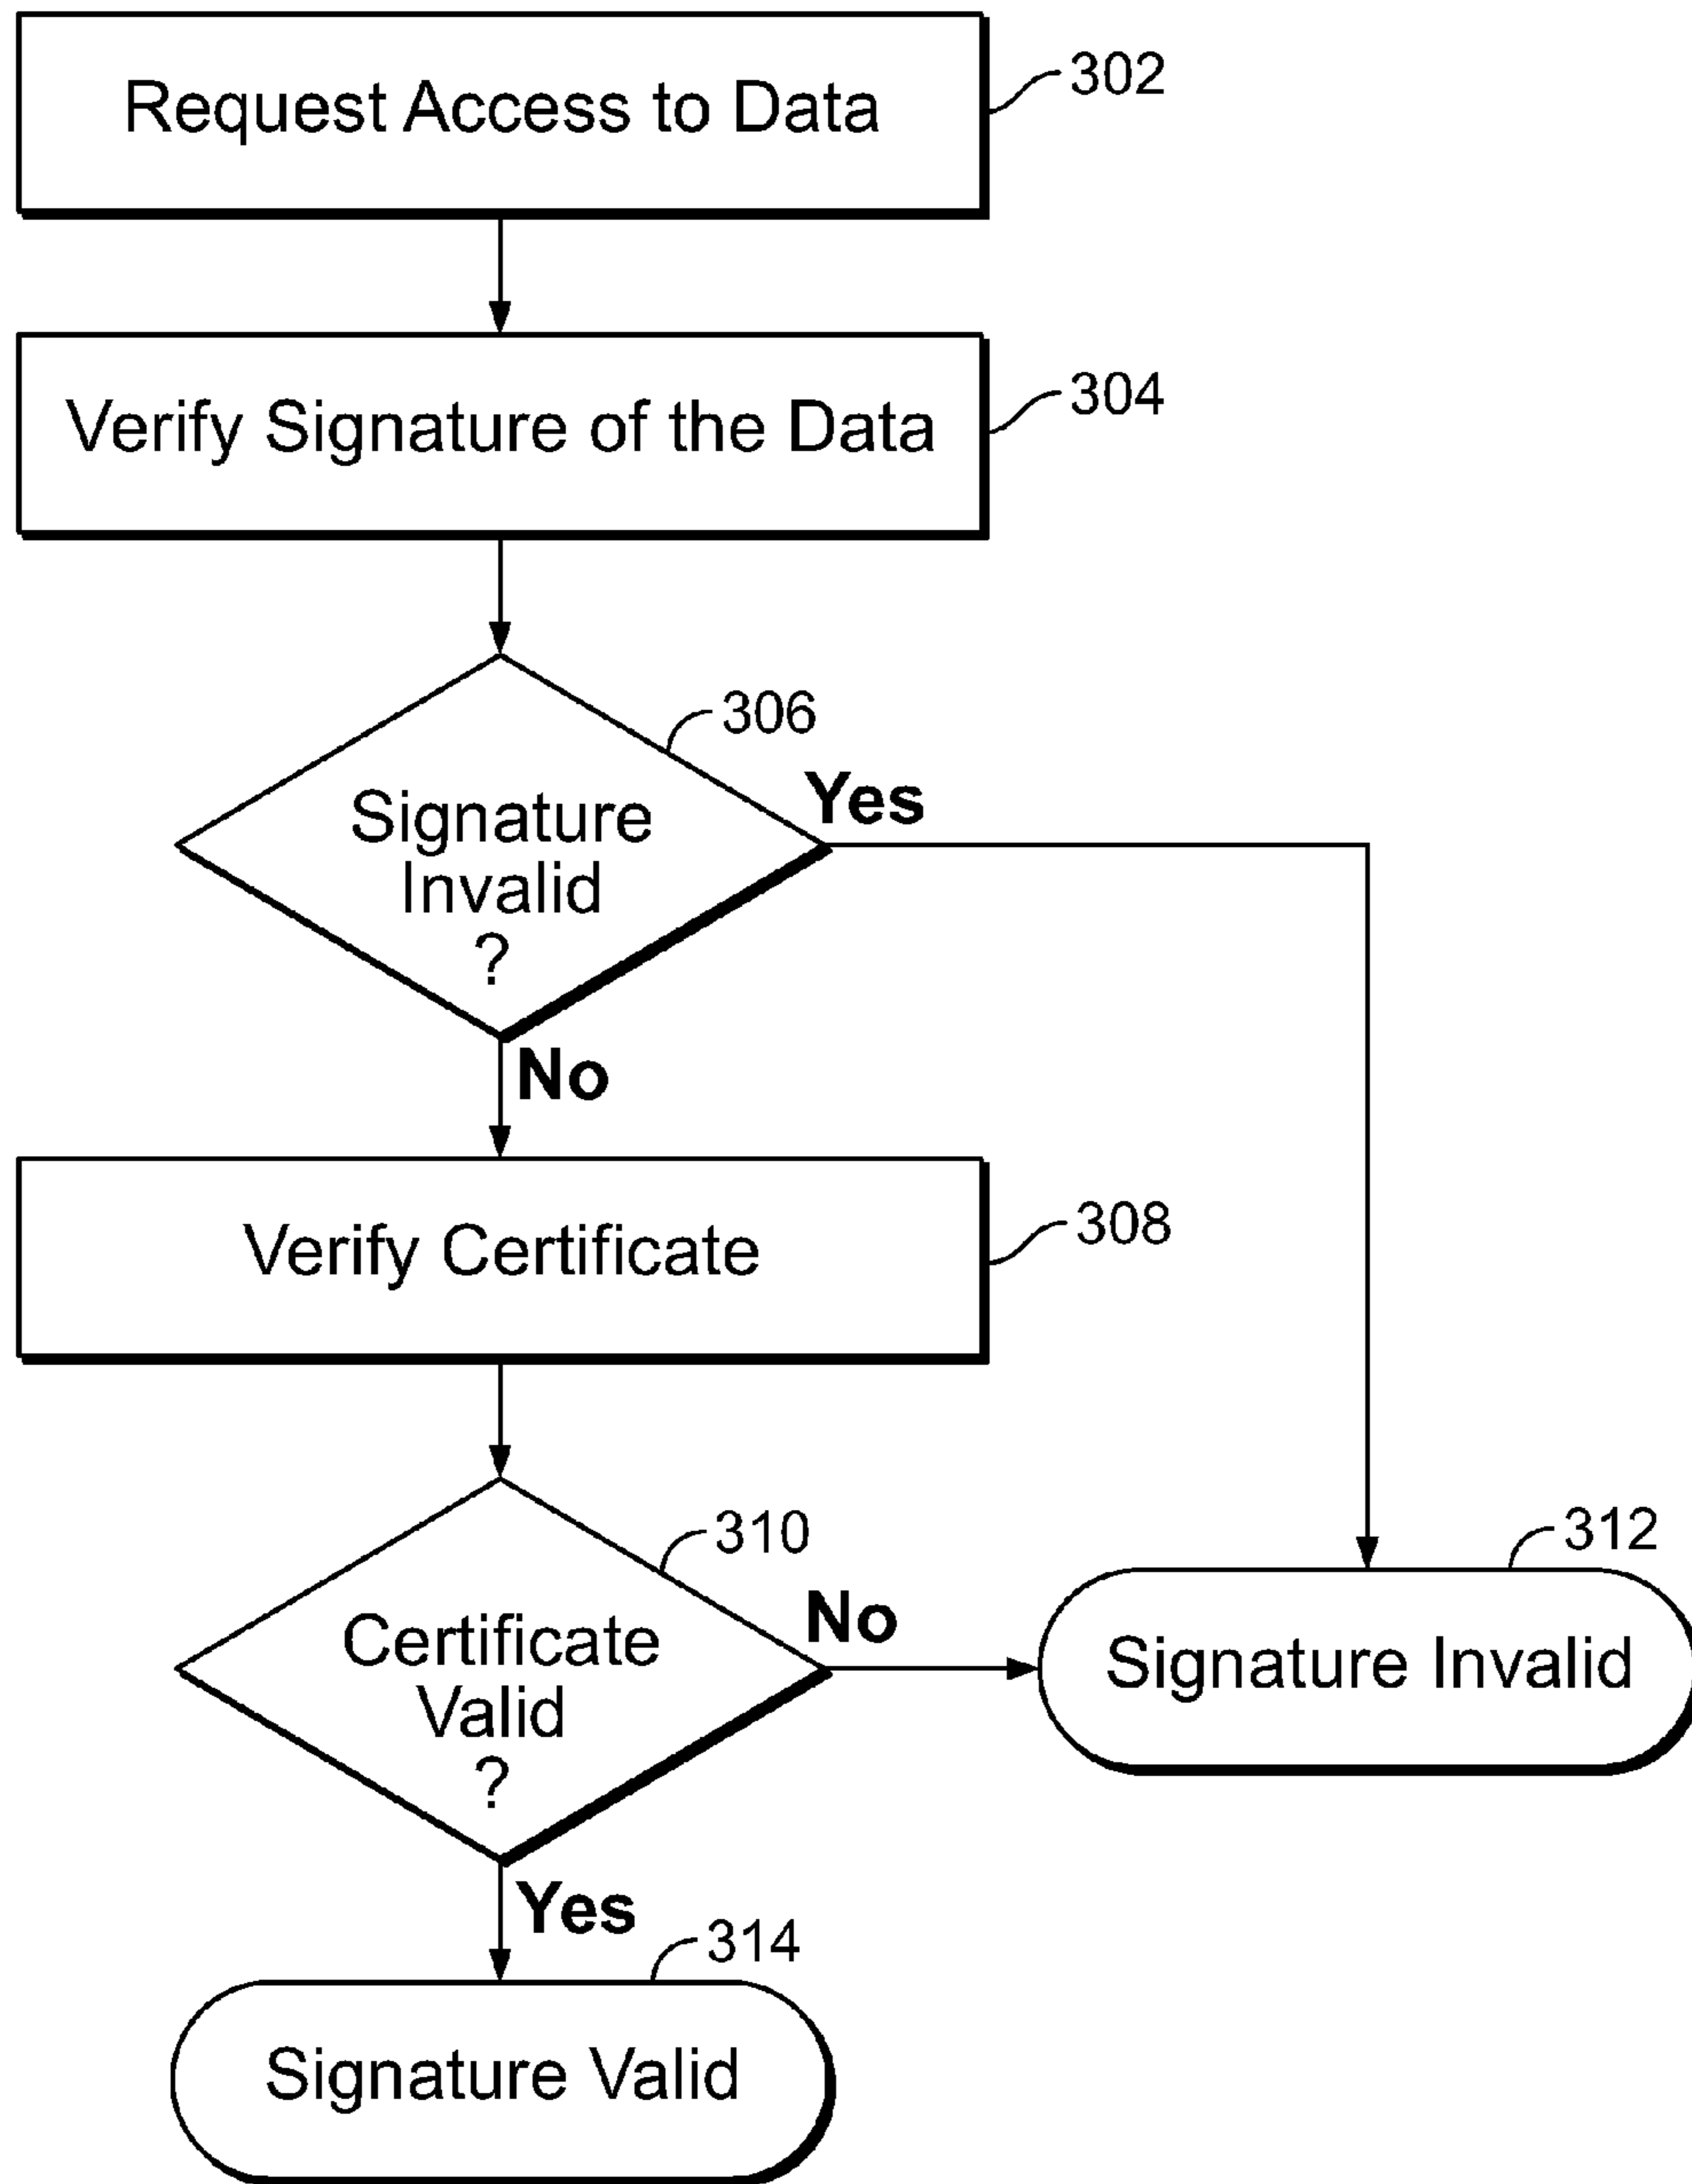 Request Access to Data
302
Verify Signature of the Data
304
306
Signature
Invalid
?
Yes
No
Verify Certificate
308
310
Certificate
Valid
?
No
312
Signature Invalid
Yes
314
Signature Valid